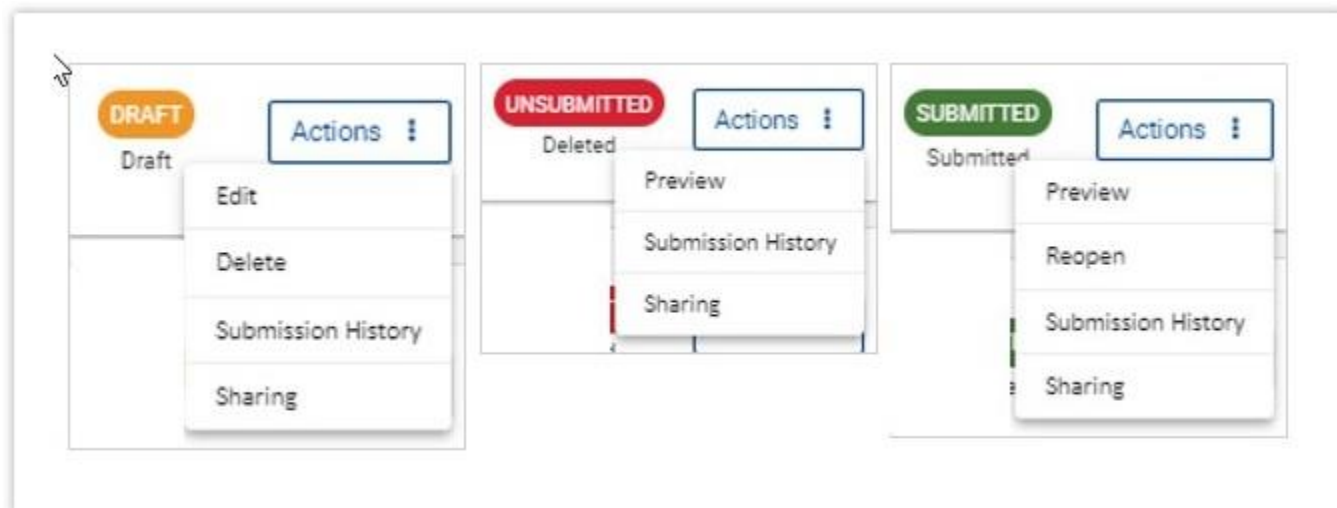 DRAFT
Actions
Draft
Edit
Delete
Submission History
Sharing
UNSUBMITTED
Actions
Deleted
Preview
Submission History
Sharing
SUBMITTED
Actions
Submitted
Preview
Reopen
Submission History
Sharing